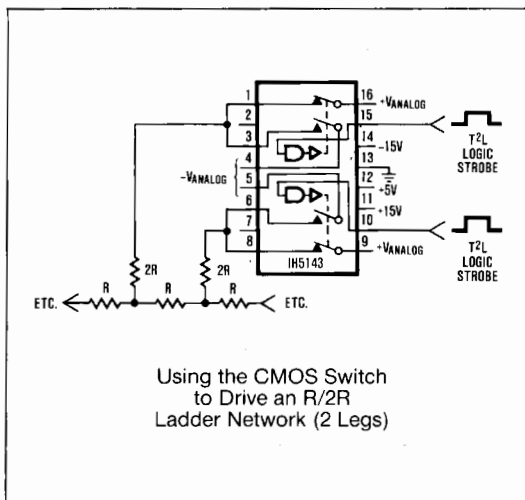 1 16 +VANALOG
2 15
3 14 -15V
T²L
LOGIC
STROBE
4 13
-VANALOG
5 12 +5V
6 11 +15V
7 10
8 9 +VANALOG
T²L
LOGIC
STROBE
IH5143
2R 2R
R R R
ETC. ETC.
Using the CMOS Switch
to Drive an R/2R
Ladder Network (2 Legs)